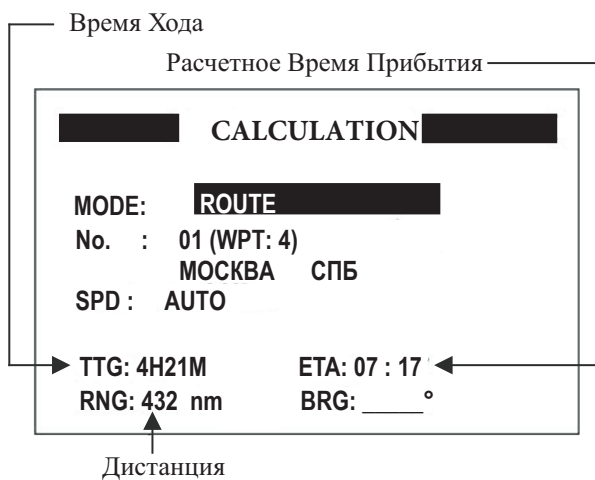 Время Хода
Расчетное Время Прибытия
CALCULATION
MODE: ROUTE
No. : 01 (WPT: 4)
МОСКВА СПБ
SPD : AUTO
TTG: 4H21M ETA: 07 : 17
RNG: 432 nm BRG: _____°
Дистанция